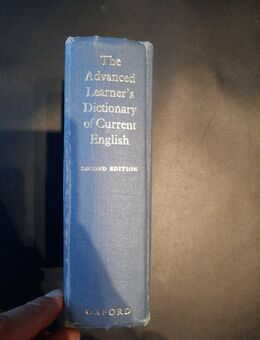 The
Advanced
Learner's
Dictionary
of Current
English
SECOND EDITION
OXFORD